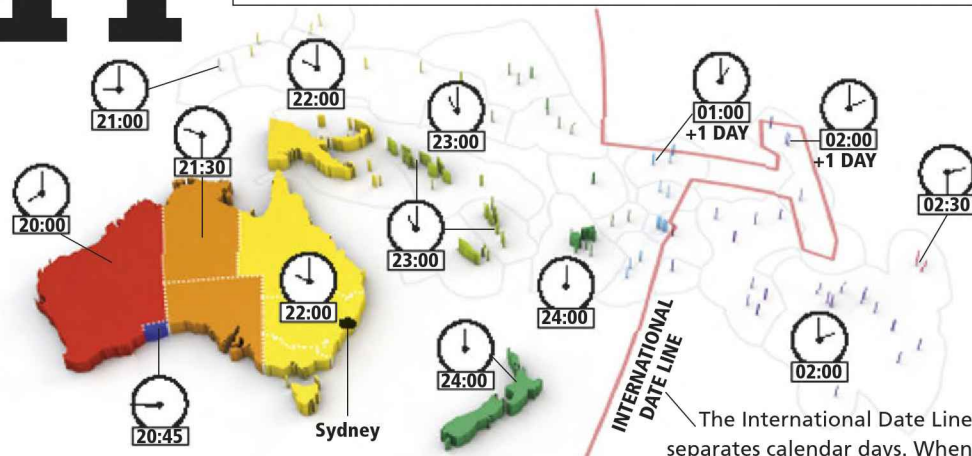 21:00
22:00
23:00
01:00
+1 DAY
02:00
+1 DAY
21:30
02:30
20:00
23:00
22:00
24:00
24:00
02:00
20:45
Sydney
INTERNATIONAL
DATE LINE
The International Date Line
separates calendar days. When